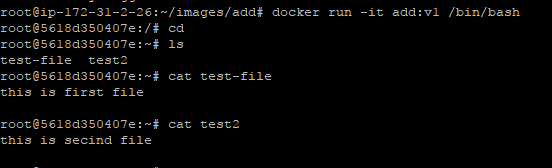 root@ip-172-31-2-26:~/images/add# docker run -it add:v1 /bin/bash
root@5618d350407e:/# cd
root@5618d350407e:~# ls
test-file  test2
root@5618d350407e:~# cat test-file
this is first file
root@5618d350407e:~# cat test2
this is secind file